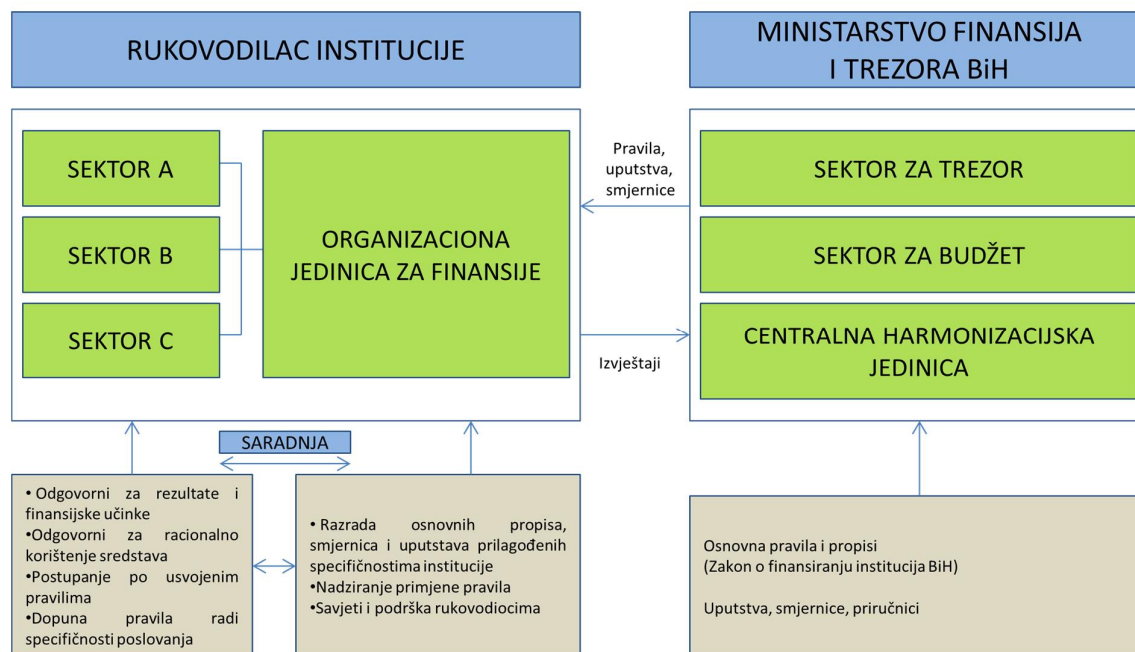 RUKOVODILAC INSTITUCIJE
MINISTARSTVO FINANSIJA
I TREZORA BiH
SEKTOR A
SEKTOR B
SEKTOR C
ORGANIZACIONA
JEDINICA ZA FINANSIJE
Pravila,
uputstva,
smjernice
Izvještaji
SEKTOR ZA TREZOR
SEKTOR ZA BUDŽET
CENTRALNA HARMONIZACIJSKA
JEDINICA
SARADNJA
• Odgovorni za rezultate i
finansijske učinke
•Odgovorni za racionalno
korištenje sredstava
•Postupanje po usvojenim
pravilima
•Dopuna pravila radi
specifičnosti poslovanja
• Razrada osnovnih propisa,
smjernica i uputstava prilagođenih
specifičnostima institucije
•Nadziranje primjene pravila
•Savjeti i podrška rukovodiocima
Osnovna pravila i propisi
(Zakon o finansiranju institucija BiH)
Uputstva, smjernice, priručnici